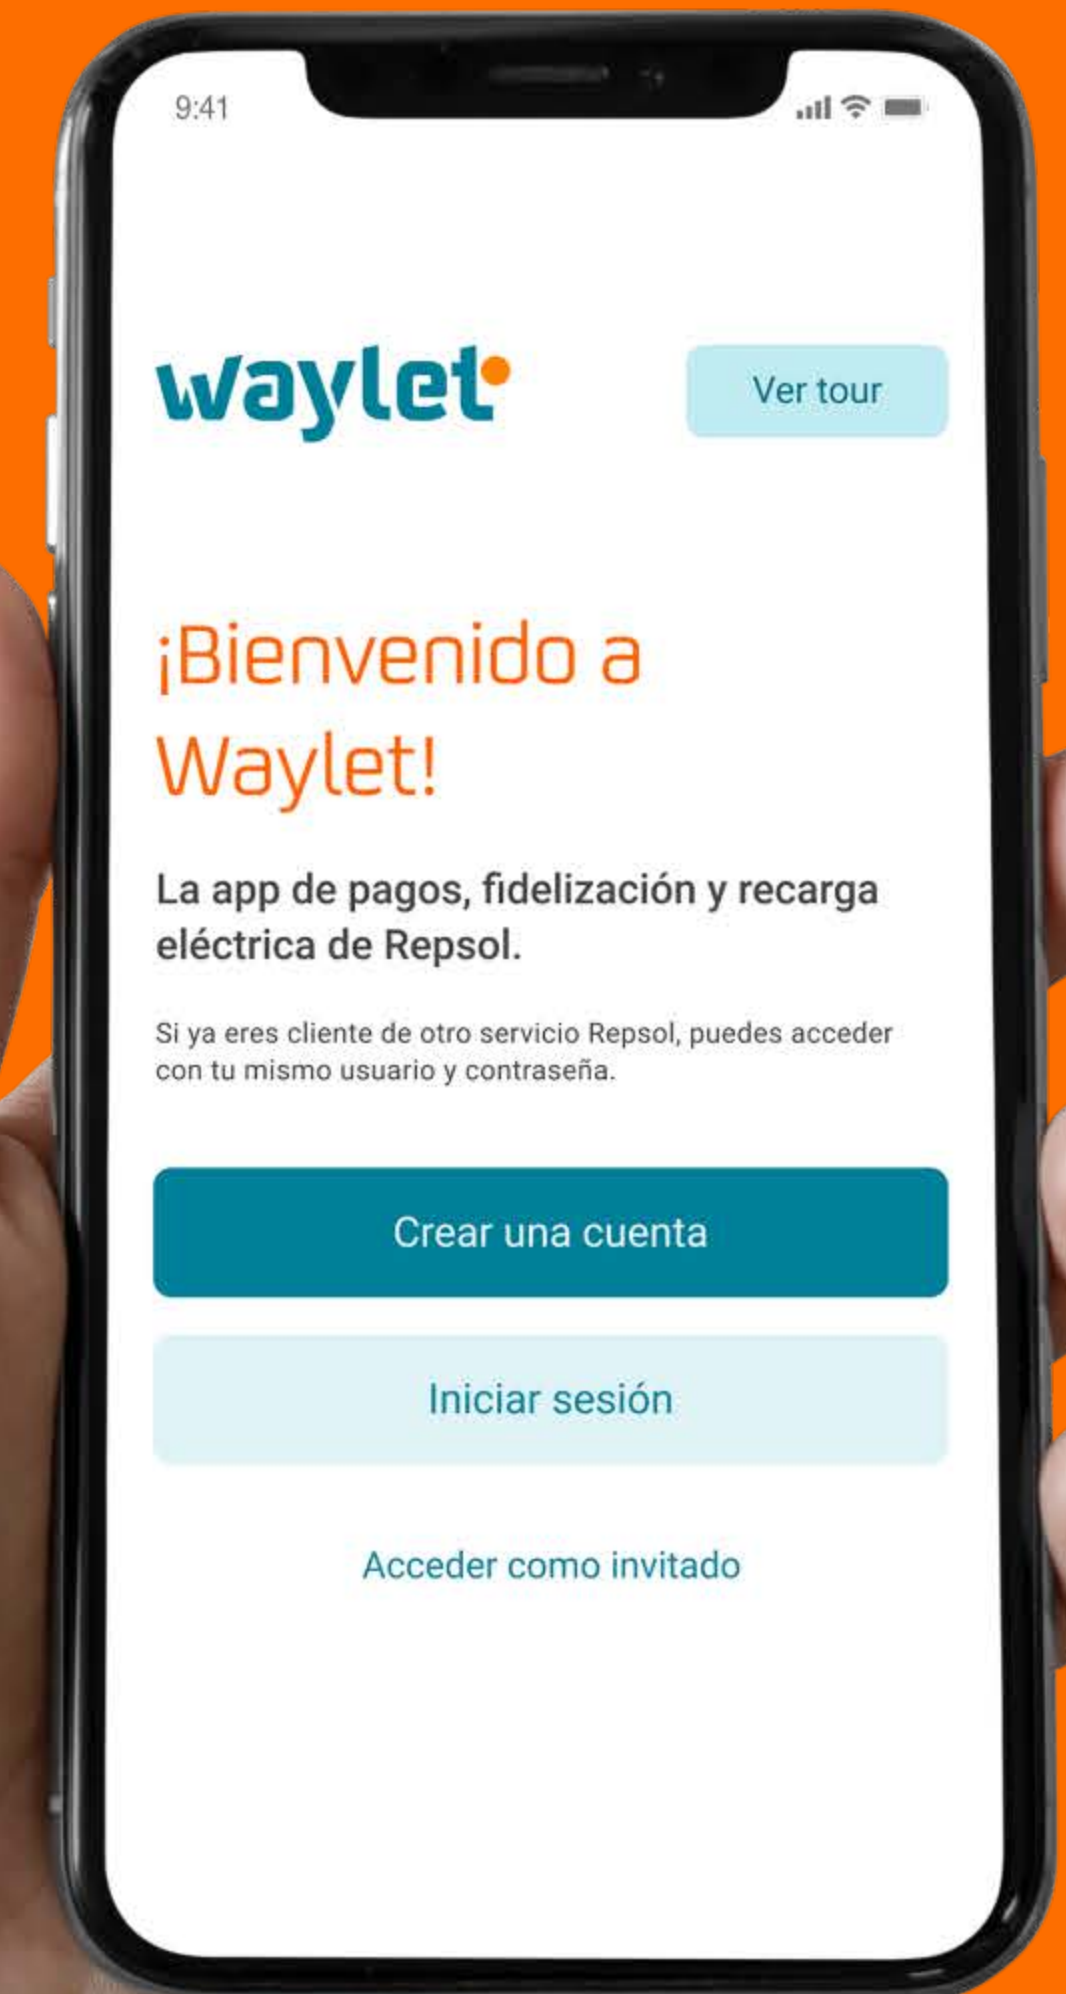 9:41
waylet
Ver tour
¡Bienvenido a
Waylet!
La app de pagos, fidelización y recarga
eléctrica de Repsol.
Si ya eres cliente de otro servicio Repsol, puedes acceder
con tu mismo usuario y contraseña.
Crear una cuenta
Iniciar sesión
Acceder como invitado